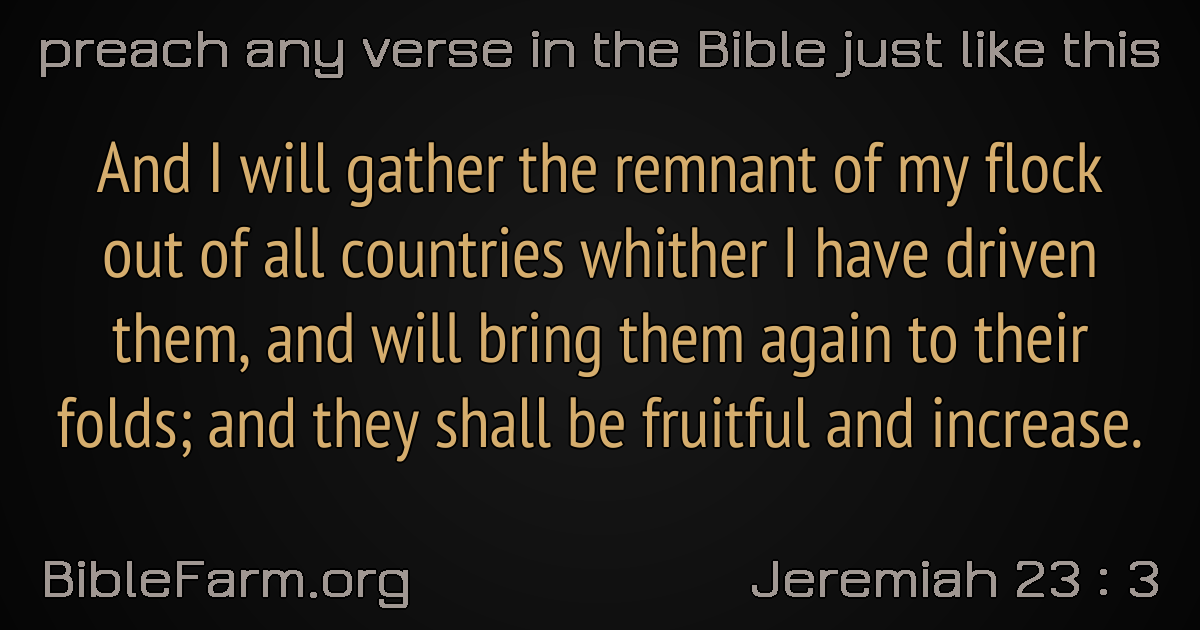 preach any verse in the Bible just like this
And I will gather the remnant of my flock
out of all countries whither I have driven
them, and will bring them again to their
folds; and they shall be fruitful and increase.
BibleFarm.org
Jeremiah 23 : 3